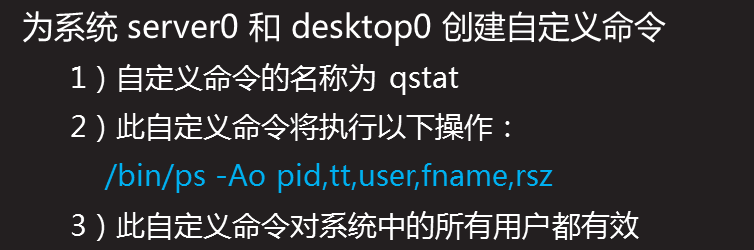 为系统 server0 和 desktop0 创建自定义命令
1）自定义命令的名称为 qstat
2）此自定义命令将执行以下操作：
/bin/ps -Ao pid,tt,user,fname,rsz
3）此自定义命令对系统中的所有用户都有效